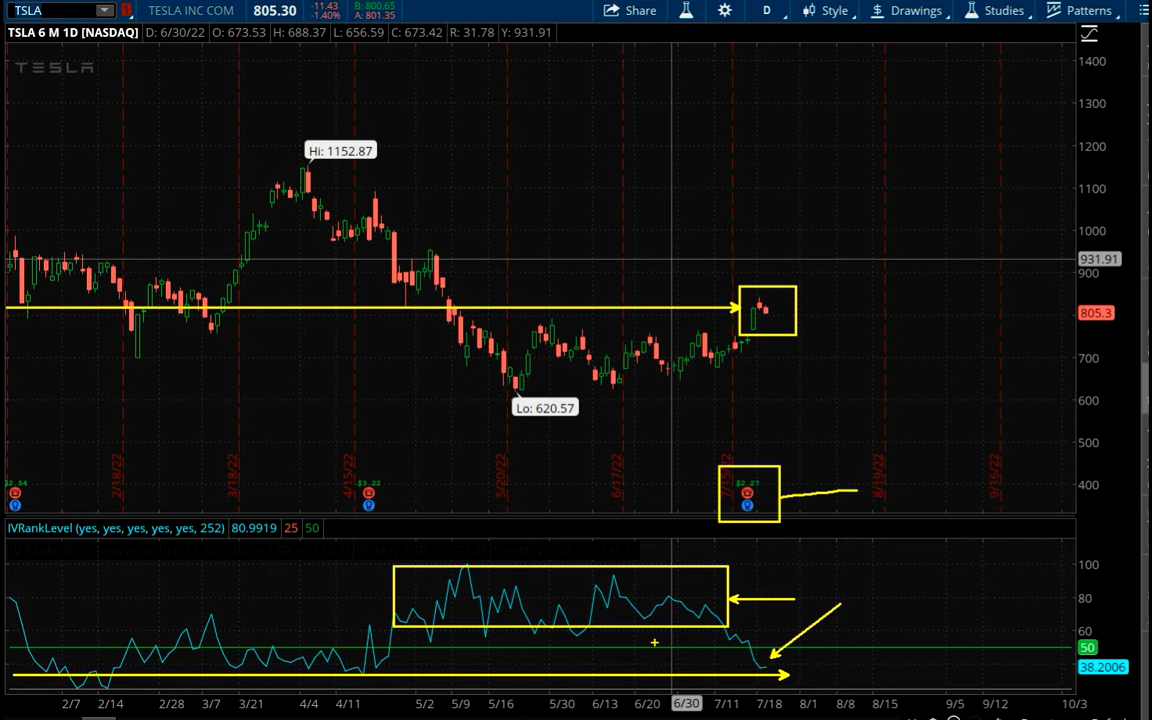 TSLA 1 TESLA INC COM 805.30 -11.43 -1.40% B: 800.65 A: 801.35 Share D Style $ Drawings Studies Patterns
TSLA 6 M 1D [NASDAQ] D: 6/30/22 O: 673.53 H: 688.37 L: 656.59 C: 673.42 R: 31.78 Y: 931.91
TESLA
1400
1300
1200
Hi: 1152.87
1100
1000
931.91
900
805.3
700
600
Lo: 620.57
500
2/18/22 3/18/22 4/15/22 5/20/22 6/17/22 8/19/22 9/16/22
$2.54 $3.22 $2.27
400
IVRankLevel (yes, yes, yes, yes, yes, 252) 80.9919 25 50
100
80
60
50
38.2006
2/7 2/14 2/28 3/7 3/21 4/4 4/11 5/2 5/9 5/16 5/30 6/13 6/20 6/30 7/11 7/18 8/1 8/8 8/15 9/5 9/12 10/3